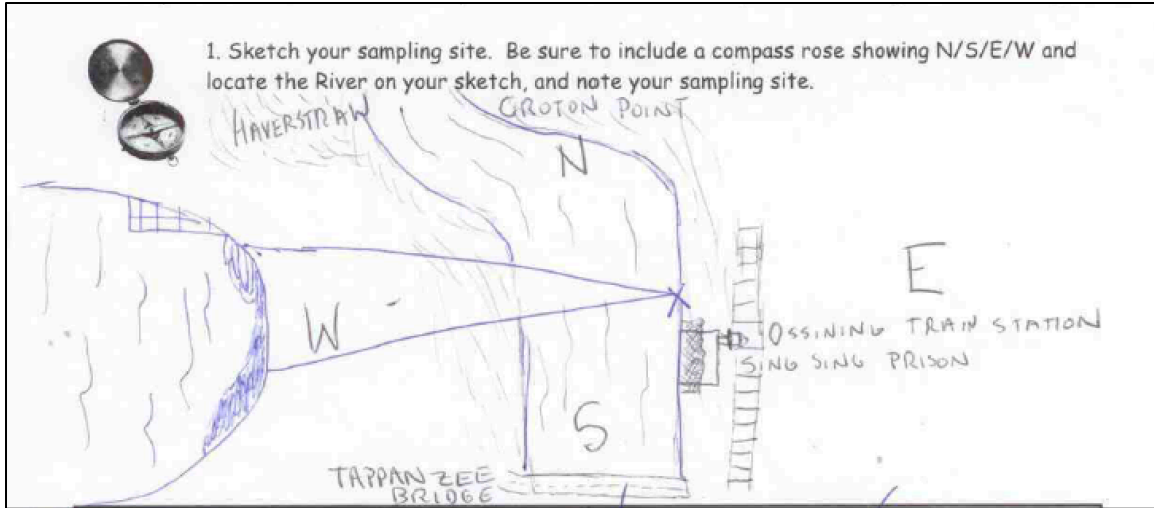 1. Sketch your sampling site. Be sure to include a compass rose showing N/S/E/W and
locate the River on your sketch, and note your sampling site.
HAVERSTRAW
CROTON POINT
N
E
W
OSSINING TRAIN STATION
SING SING PRISON
S
TAPPAN ZEE
BRIDGE